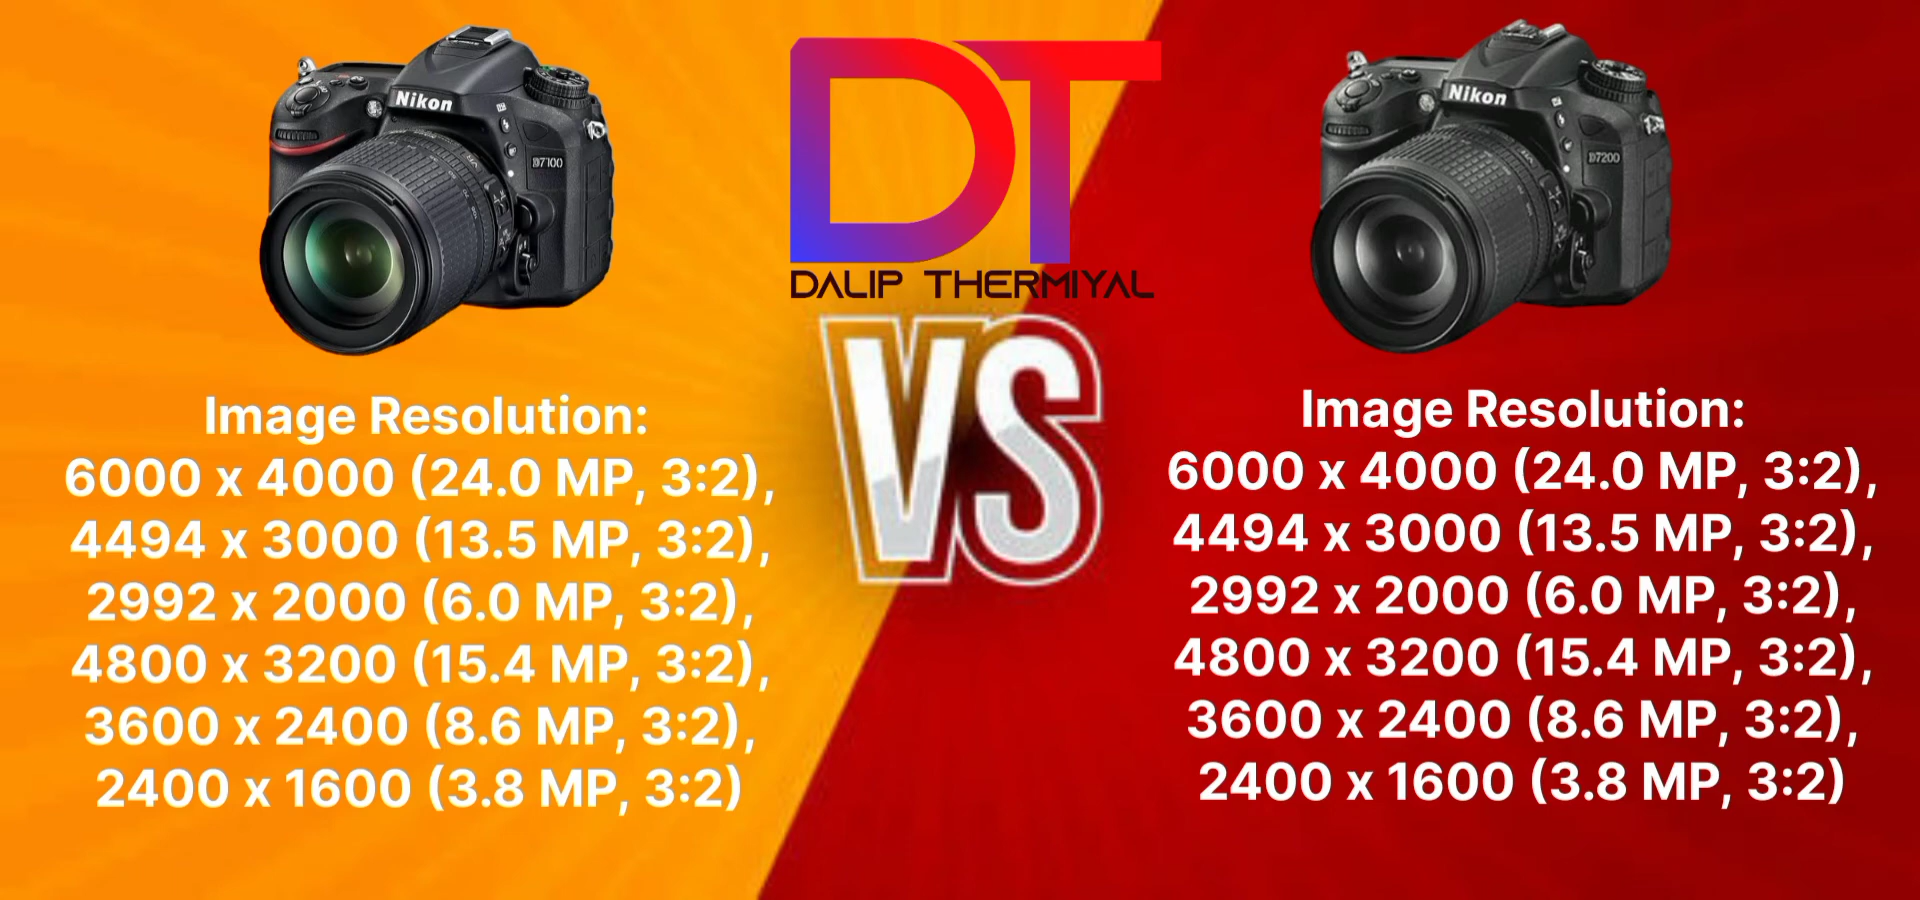 Nikon
D7100
DT
DALIP THERMIYAL
VS
Nikon
D7200
Image Resolution:
6000 x 4000 (24.0 MP, 3:2),
4494 x 3000 (13.5 MP, 3:2),
2992 x 2000 (6.0 MP, 3:2),
4800 x 3200 (15.4 MP, 3:2),
3600 x 2400 (8.6 MP, 3:2),
2400 x 1600 (3.8 MP, 3:2)
Image Resolution:
6000 x 4000 (24.0 MP, 3:2),
4494 x 3000 (13.5 MP, 3:2),
2992 x 2000 (6.0 MP, 3:2),
4800 x 3200 (15.4 MP, 3:2),
3600 x 2400 (8.6 MP, 3:2),
2400 x 1600 (3.8 MP, 3:2)